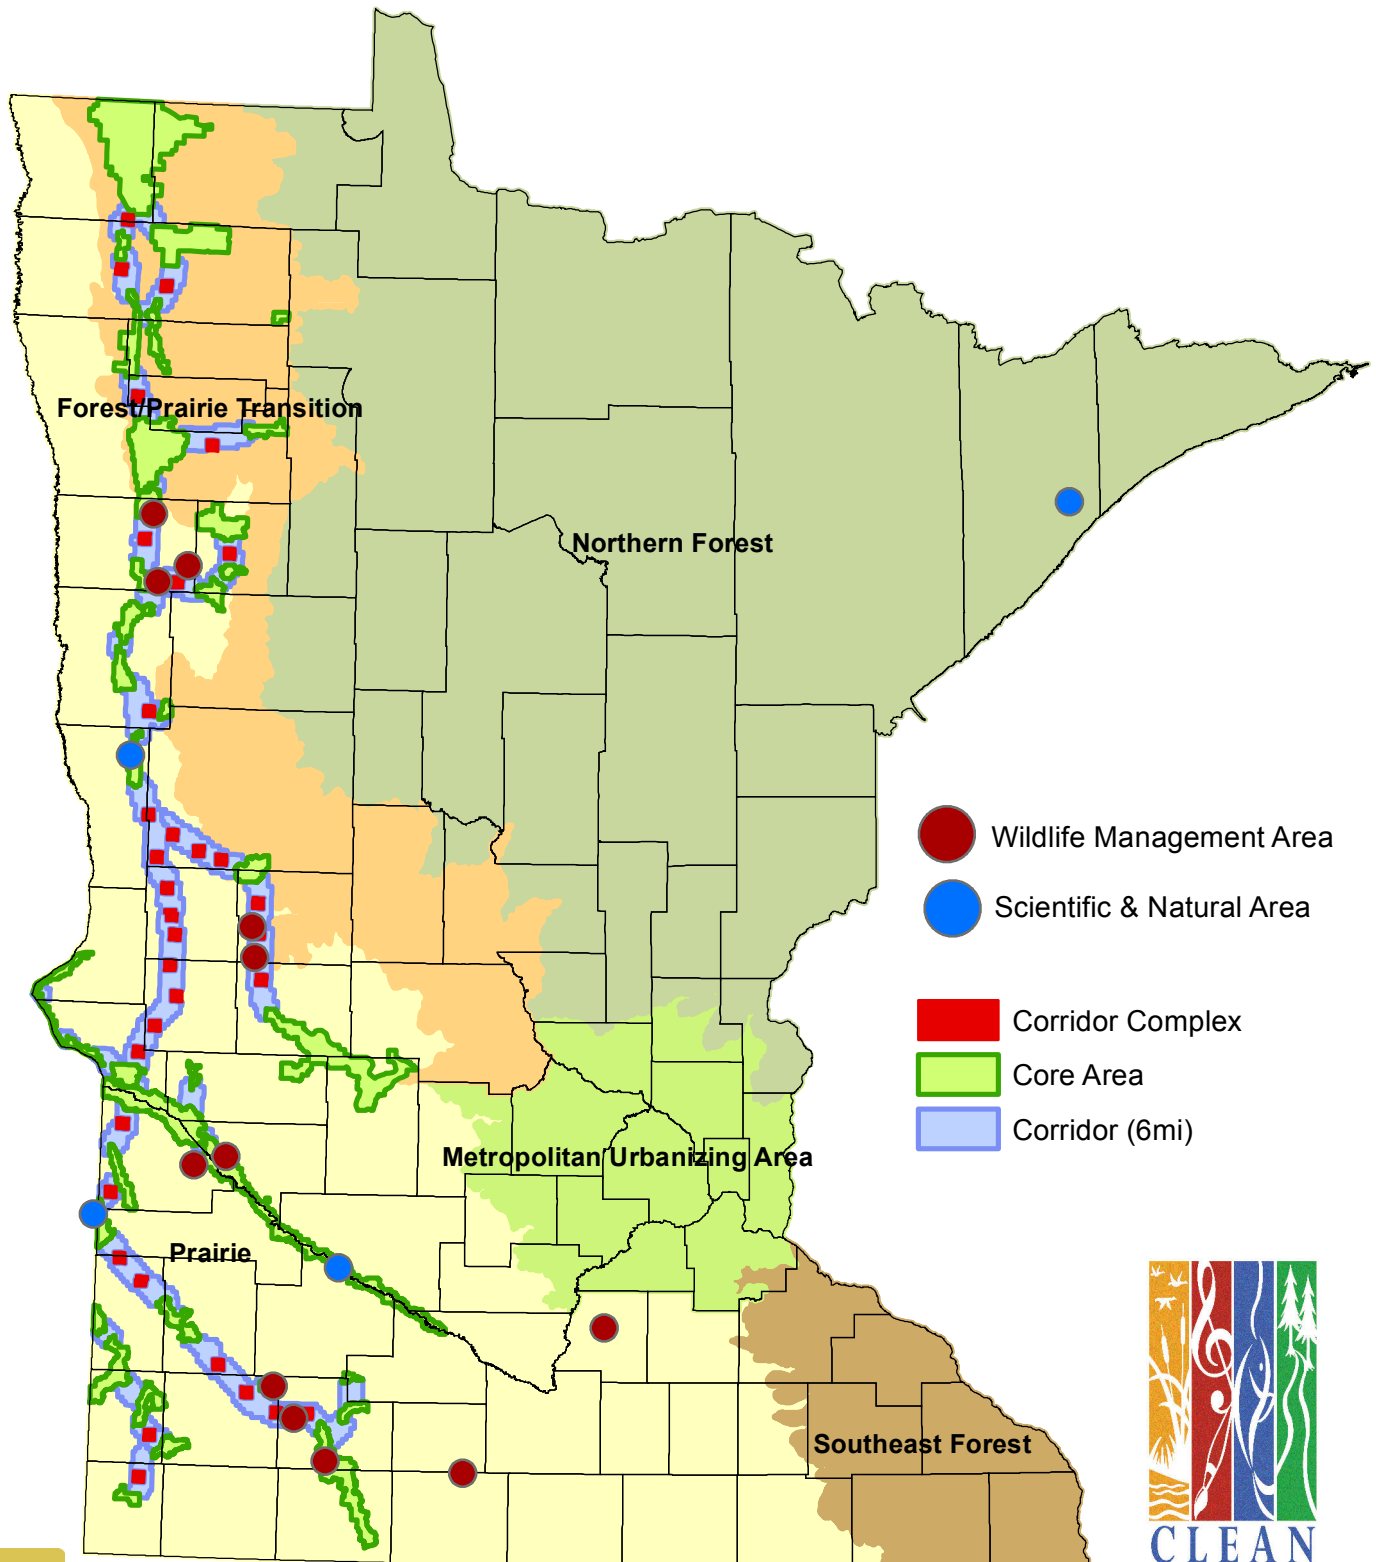 Forest/Prairie Transition
Northern Forest
Wildlife Management Area
Scientific & Natural Area
Corridor Complex
Core Area
Corridor (6mi)
Metropolitan Urbanizing Area
Prairie
Southeast Forest
CLEAN